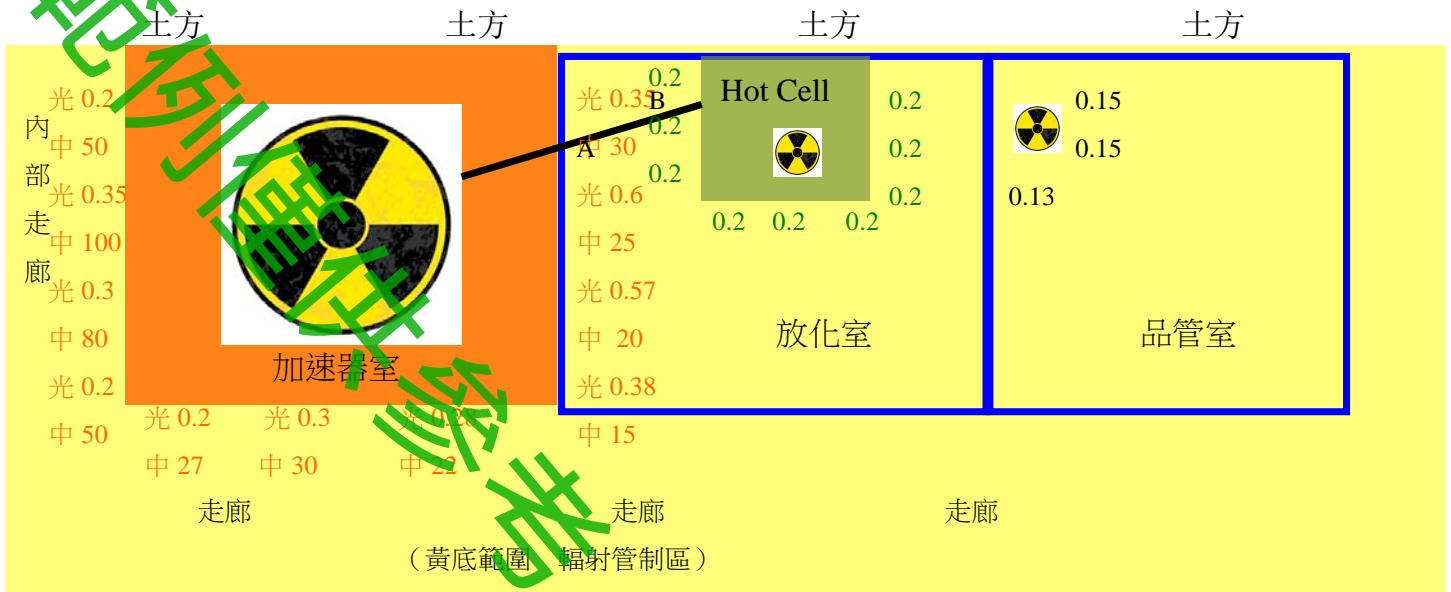 土方 土方 土方 土方
內部走廊
光 0.2
中 50
光 0.35
中 100
光 0.3
中 80
光 0.2
中 50
加速器室
光 0.2 光 0.3 光 0.28
中 27 中 30 中 22
光 0.35
中 30
光 0.6
中 25
光 0.57
中 20
光 0.38
中 15
A
B
0.2
0.2
0.2
Hot Cell
0.2
0.2
0.2
0.2 0.2 0.2
放化室
0.15
0.15
0.13
品管室
走廊 走廊 走廊
（黃底範圍 輻射管制區）
範例僅供參考